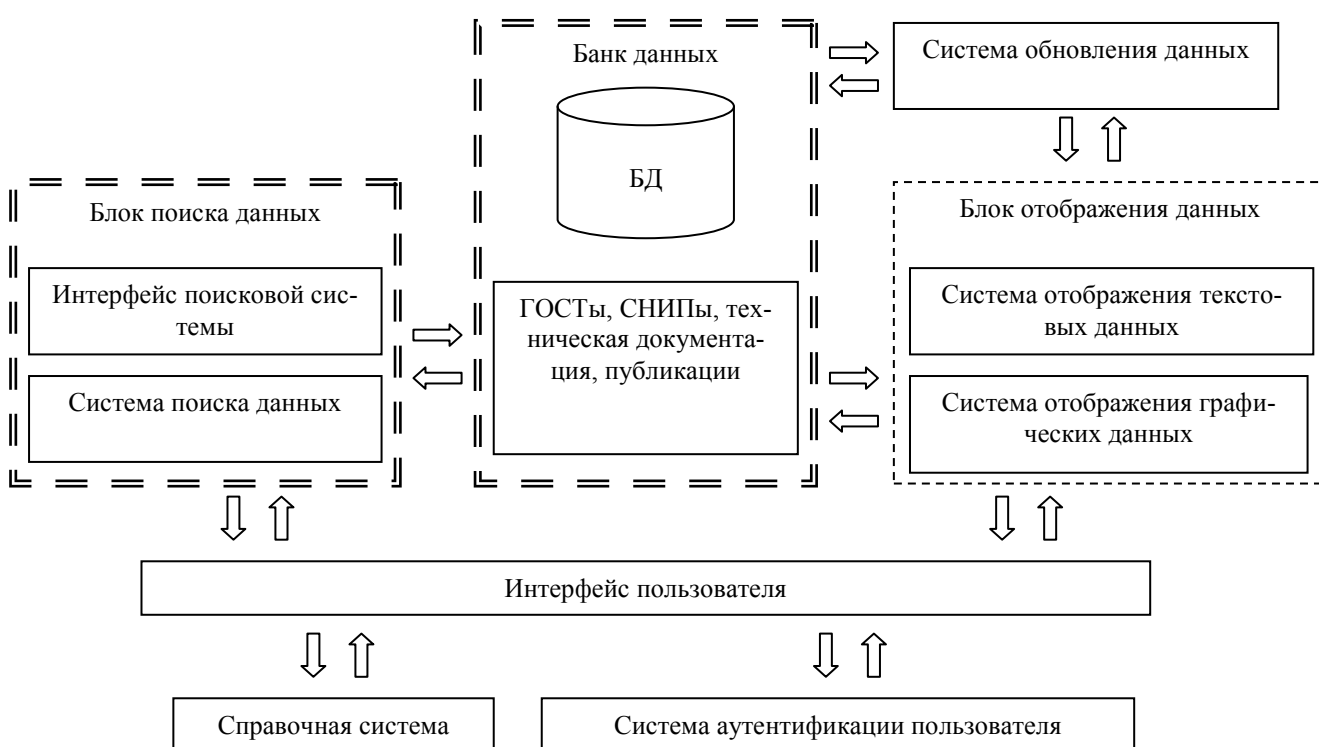 Банк данных
Система обновления данных
БД
Блок поиска данных
Блок отображения данных
Интерфейс поисковой сис-
темы
ГОСТы, СНИПы, тех-
ническая документа-
ция, публикации
Система отображения тексто-
вых данных
Система поиска данных
Система отображения графи-
ческих данных
Интерфейс пользователя
Справочная система
Система аутентификации пользователя